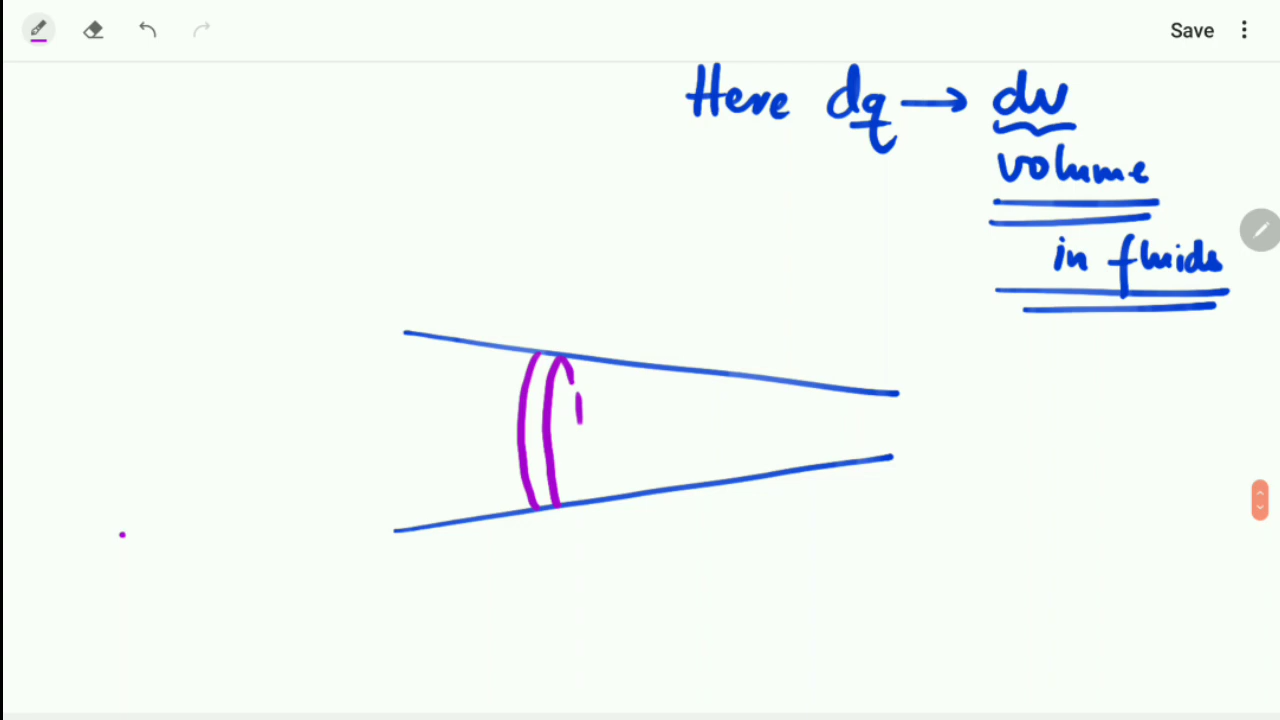 Save
Here dq → dv
volume
in fluids